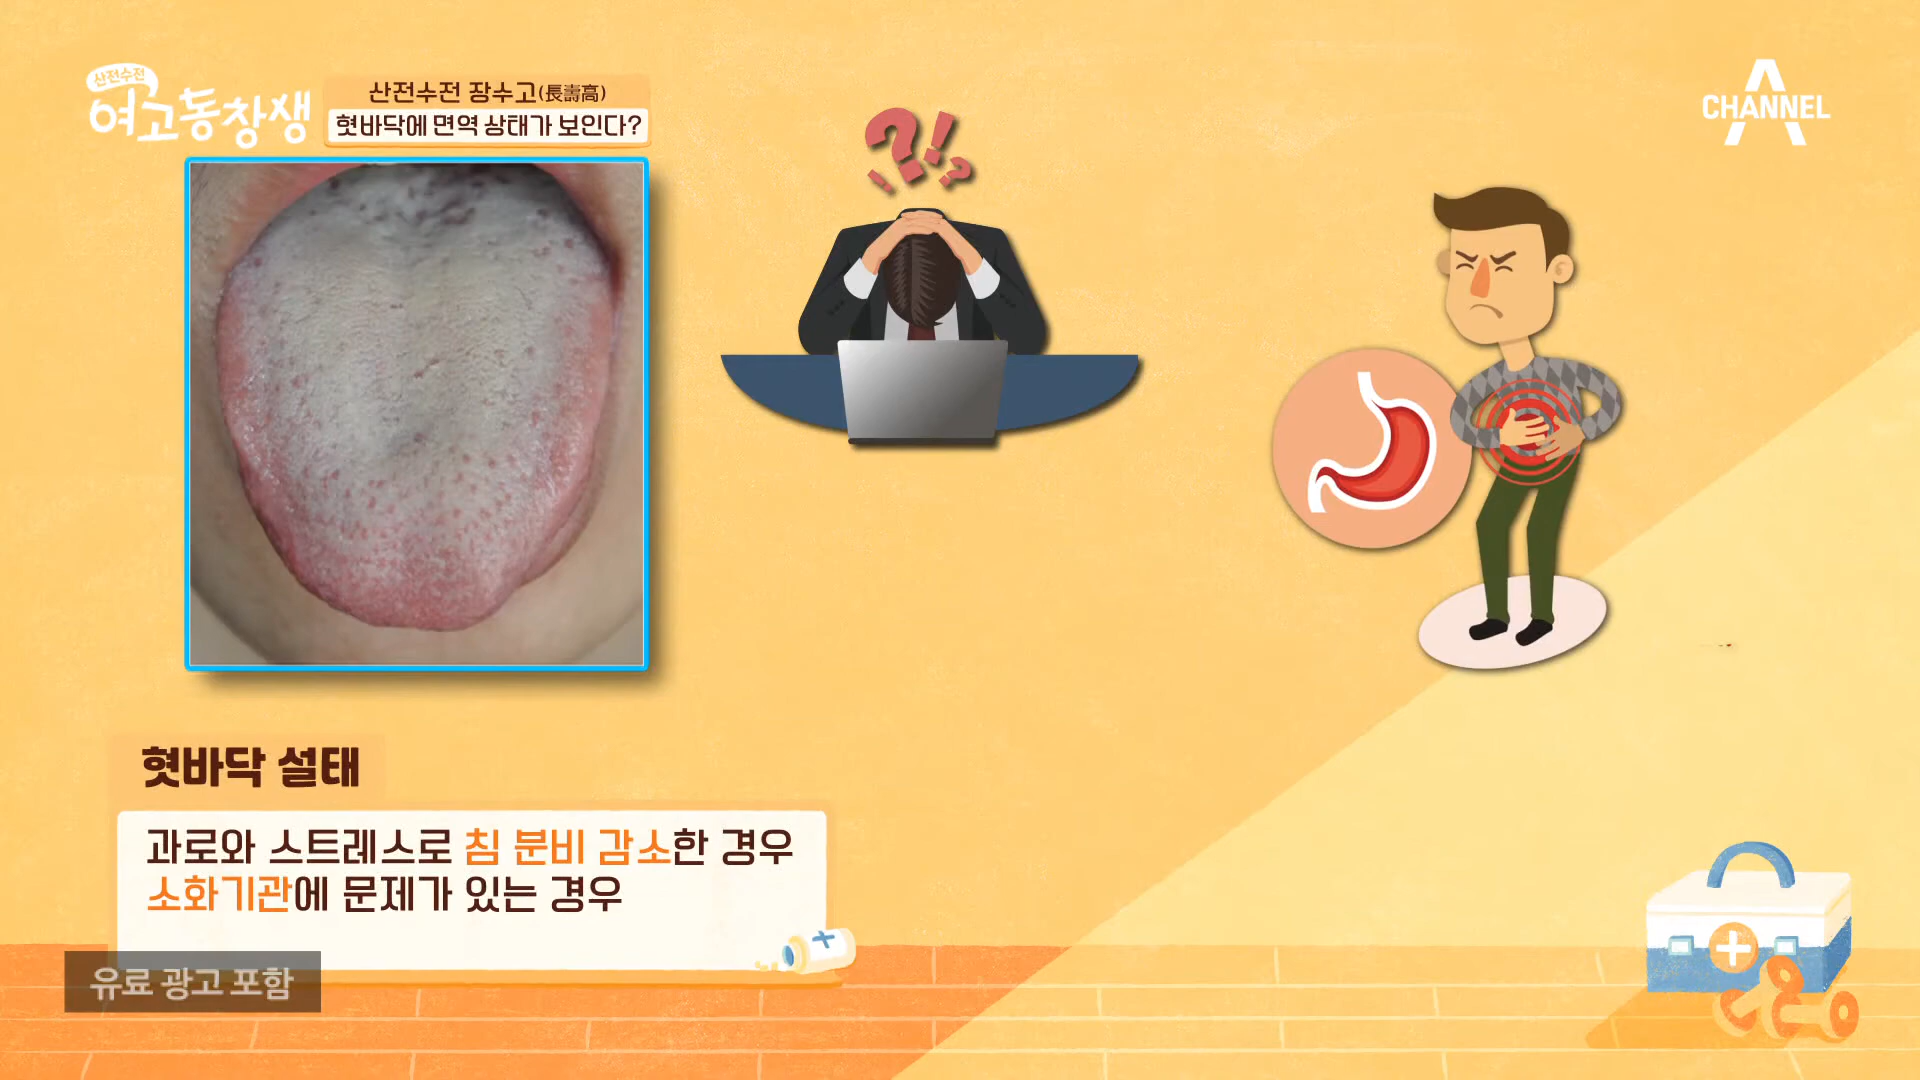 산전수전
여고동창생
산전수전 장수고(長壽高)
혓바닥에 면역 상태가 보인다?
CHANNEL A
?!
?
혓바닥 설태
과로와 스트레스로 침 분비 감소한 경우
소화기관에 문제가 있는 경우
유료 광고 포함